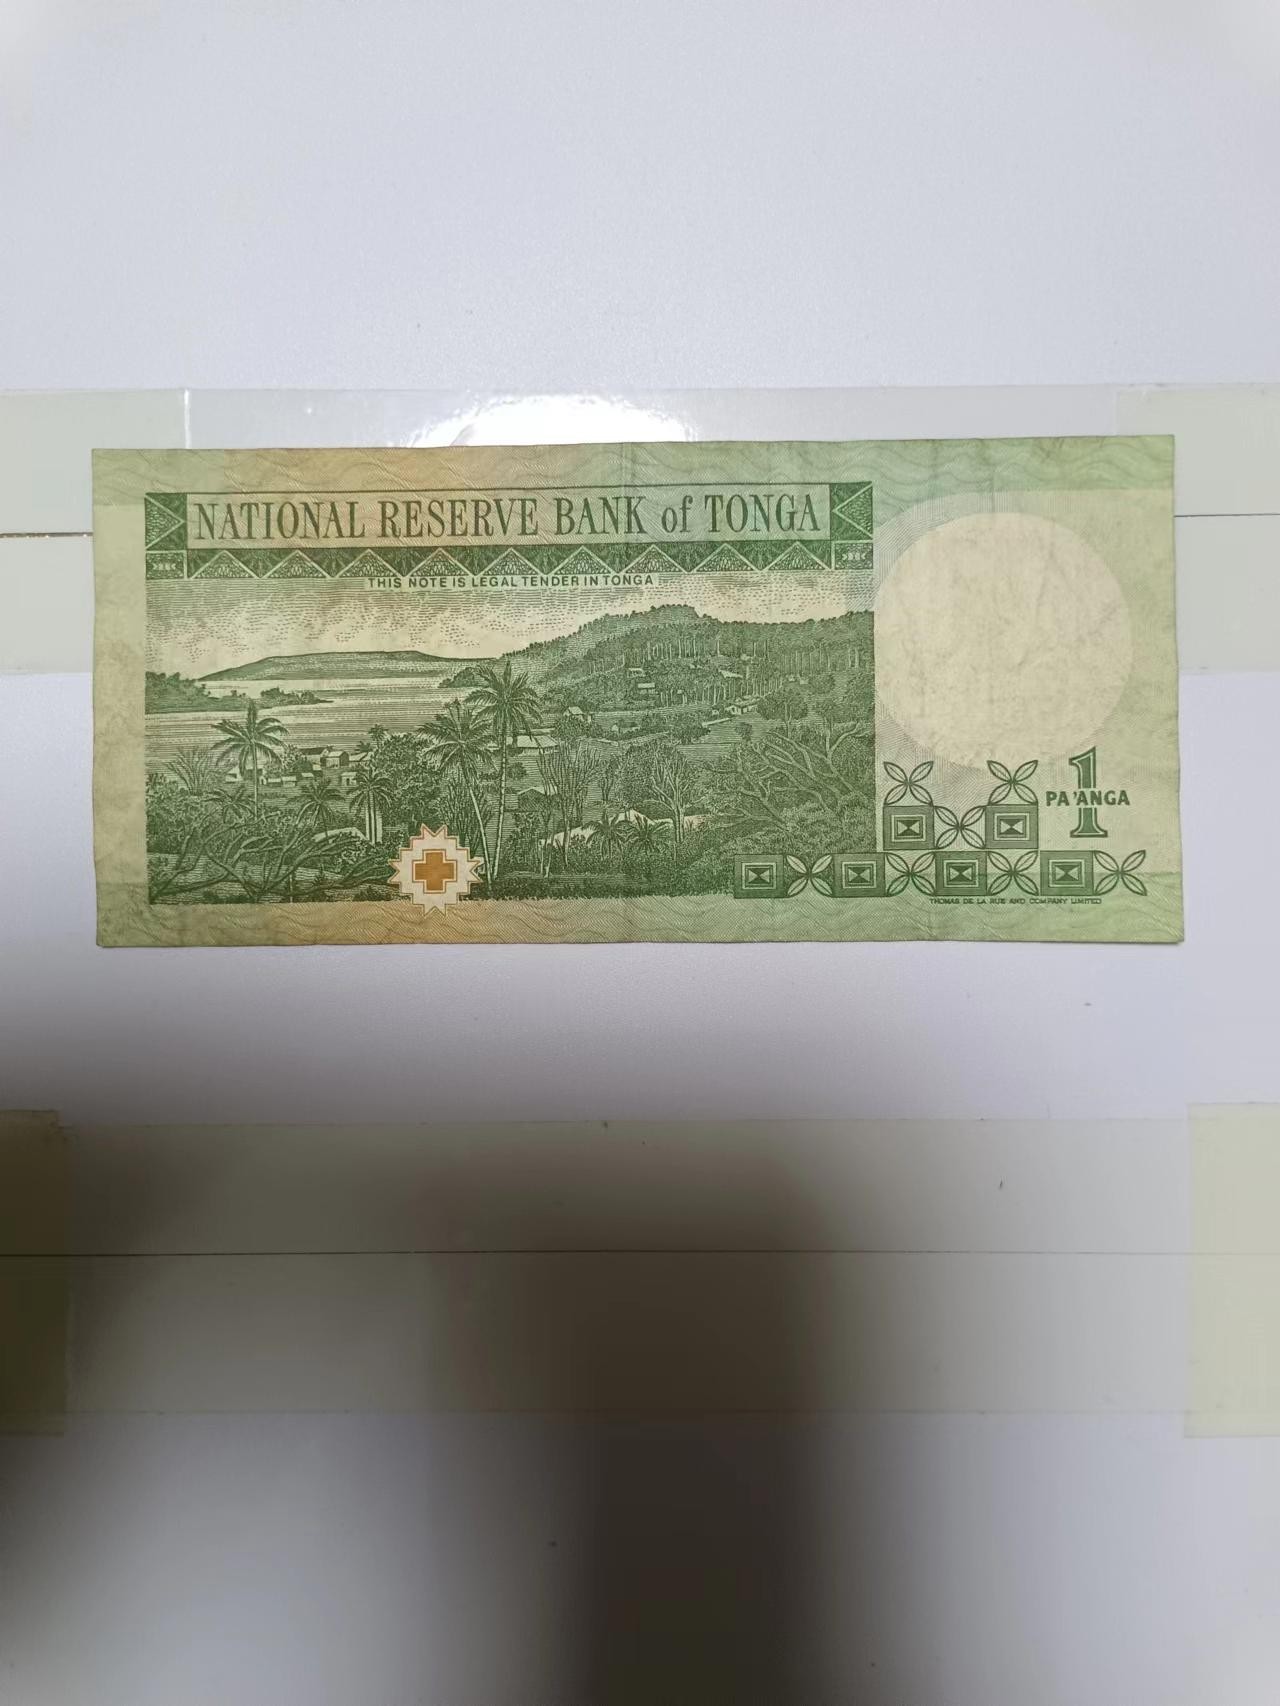 NATIONAL RESERVE BANK of TONGA
THIS NOTE IS LEGAL TENDER IN TONGA
1
PA'ANGA
THOMAS DE LA RUE AND COMPANY LIMITED